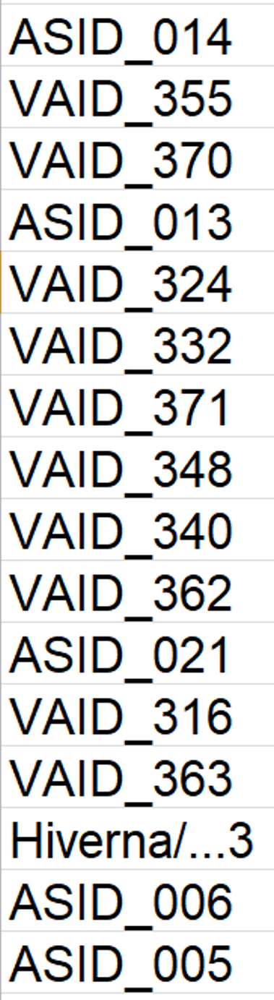 ASID_014
VAID_355
VAID_370
ASID_013
VAID_324
VAID_332
VAID_371
VAID_348
VAID_340
VAID_362
ASID_021
VAID_316
VAID_363
Hiverna/...3
ASID_006
ASID_005